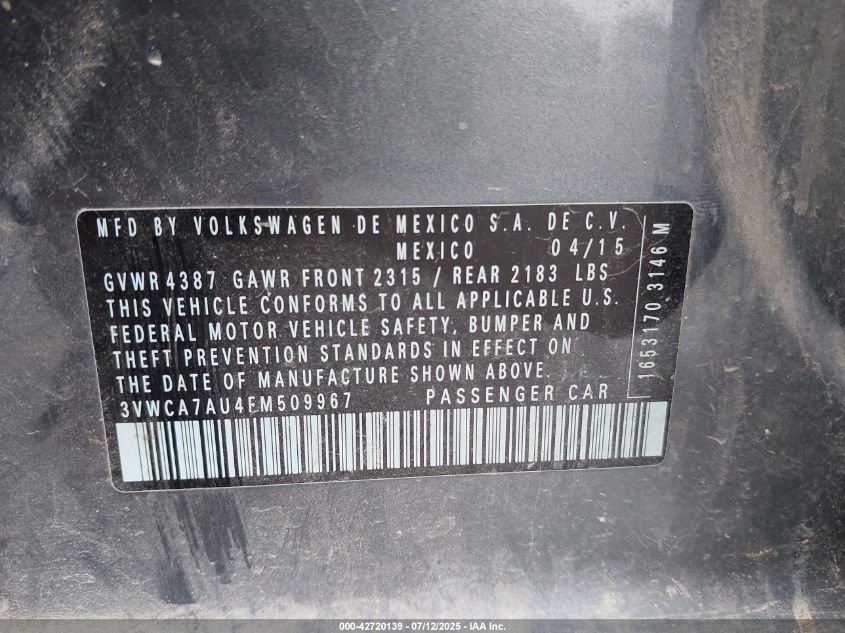 MFD BY VOLKSWAGEN DE MEXICO S.A. DE C.V.
MEXICO 04/15
GVWR 4387 GAWR FRONT 2315 / REAR 2183 LBS
THIS VEHICLE CONFORMS TO ALL APPLICABLE U.S.
FEDERAL MOTOR VEHICLE SAFETY, BUMPER AND
THEFT PREVENTION STANDARDS IN EFFECT ON
THE DATE OF MANUFACTURE SHOWN ABOVE.
3VWCA7AU4FM509967 PASSENGER CAR
1653170.3146 M
000-42720139 - 07/12/2025 - IAA Inc.